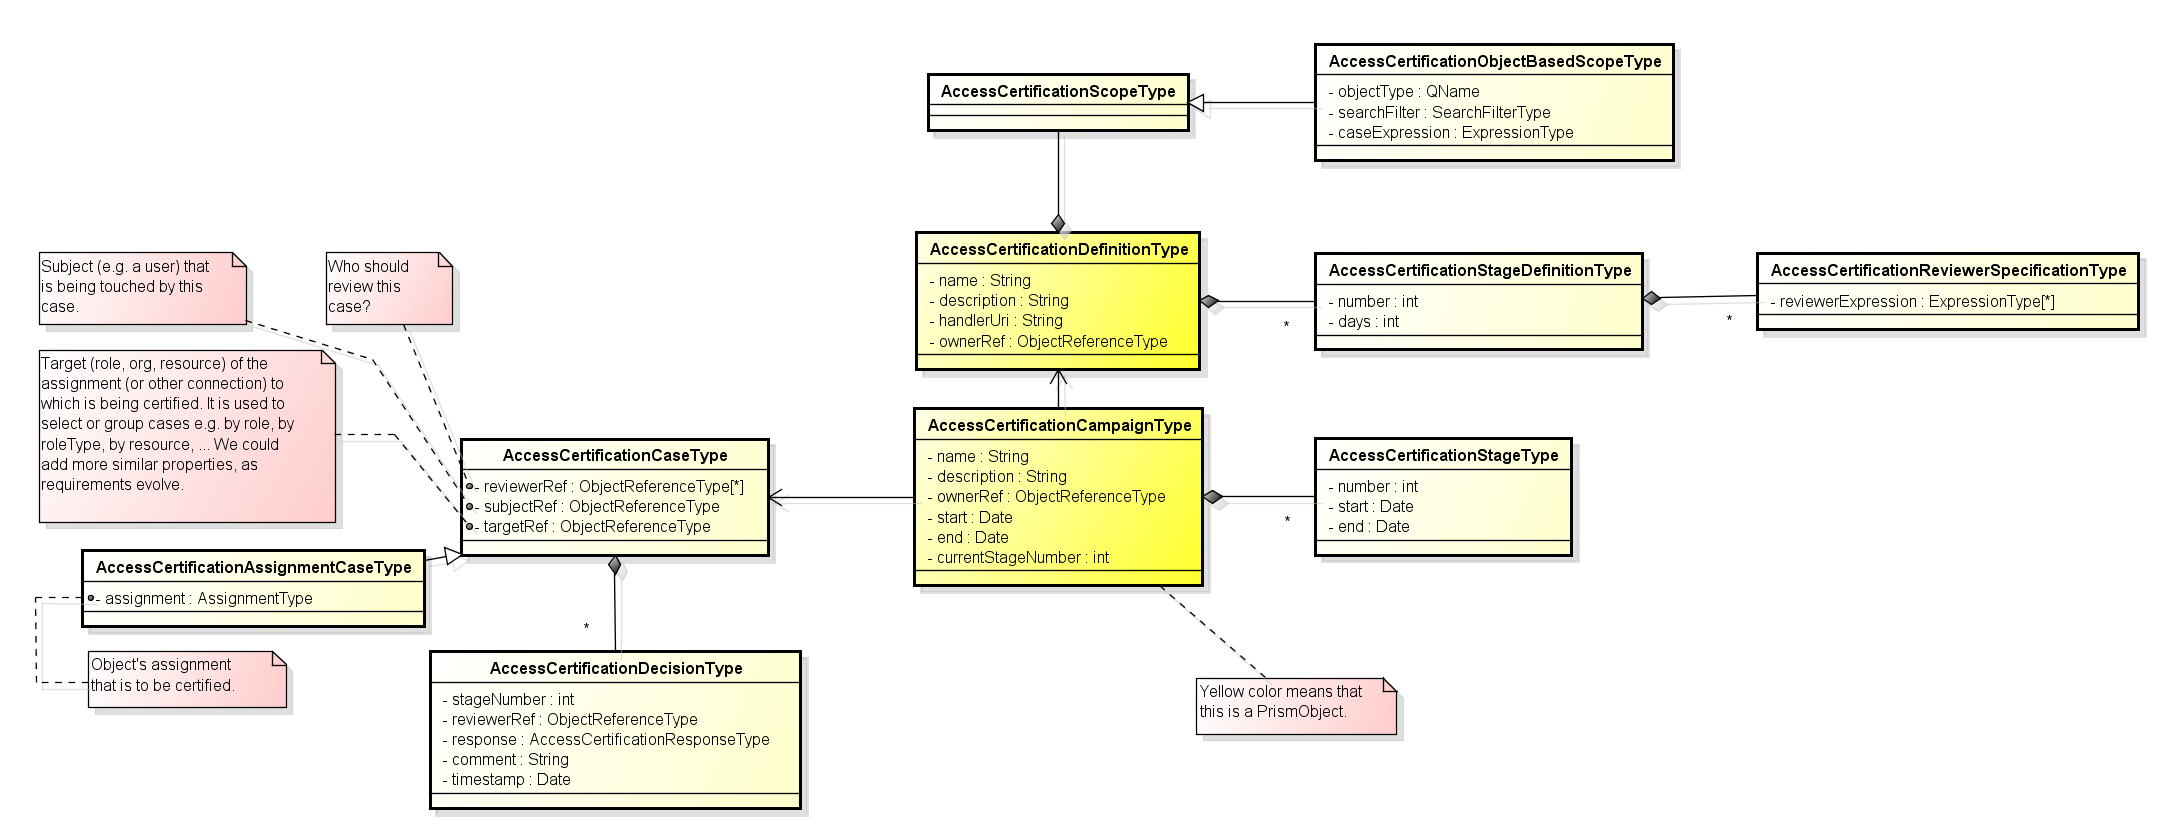 AccessCertificationObjectBasedScopeType
- objectType : QName
- searchFilter : SearchFilterType
- caseExpression : ExpressionType
AccessCertificationScopeType
AccessCertificationDefinitionType
- name : String
- description : String
- handlerUri : String
- ownerRef : ObjectReferenceType
AccessCertificationStageDefinitionType
- number : int
- days : int
*
AccessCertificationReviewerSpecificationType
- reviewerExpression : ExpressionType[*]
*
Subject (e.g. a user) that
is being touched by this
case.
Who should
review this
case?
Target (role, org, resource) of the
assignment (or other connection) to
which is being certified. It is used to
select or group cases e.g. by role, by
roleType, by resource, ... We could
add more similar properties, as
requirements evolve.
AccessCertificationCaseType
- reviewerRef : ObjectReferenceType[*]
- subjectRef : ObjectReferenceType
- targetRef : ObjectReferenceType
AccessCertificationCampaignType
- name : String
- description : String
- ownerRef : ObjectReferenceType
- start : Date
- end : Date
- currentStageNumber : int
AccessCertificationStageType
- number : int
- start : Date
- end : Date
*
AccessCertificationAssignmentCaseType
- assignment : AssignmentType
Object's assignment
that is to be certified.
*
AccessCertificationDecisionType
- stageNumber : int
- reviewerRef : ObjectReferenceType
- response : AccessCertificationResponseType
- comment : String
- timestamp : Date
Yellow color means that
this is a PrismObject.